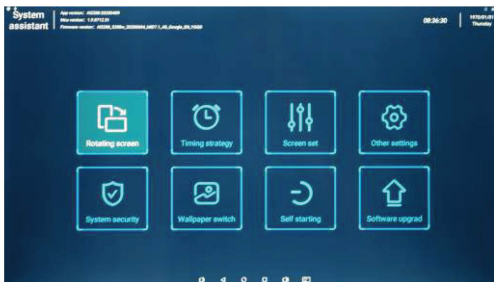 System
assistant
08:36:30
1970/01/01
Thursday
Rotating screen
Timing strategy
Screen set
Other settings
System security
Wallpaper switch
Self starting
Software upgrad